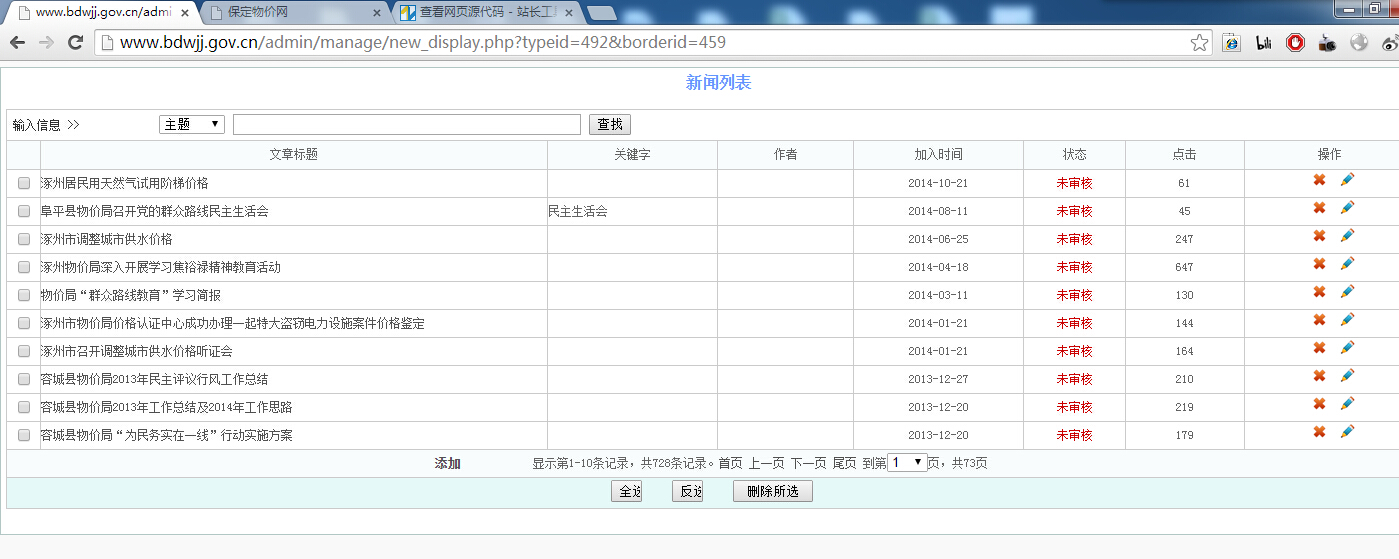 www.bdwjj.gov.cn/admi 保定物价网 查看网页源代码 - 站长工
www.bdwjj.gov.cn/admin/manage/new_display.php?typeid=492&borderid=459
新闻列表
输入信息 >> 主题 查找
文章标题 关键字 作者 加入时间 状态 点击 操作
涿州居民用天然气试用阶梯价格 2014-10-21 未审核 61
阜平县物价局召开党的群众路线民主生活会 民主生活会 2014-08-11 未审核 45
涿州市调整城市供水价格 2014-06-25 未审核 247
涿州物价局深入开展学习焦裕禄精神教育活动 2014-04-18 未审核 647
物价局“群众路线教育”学习简报 2014-03-11 未审核 130
涿州市物价局价格认证中心成功办理一起特大盗窃电力设施案件价格鉴定 2014-01-21 未审核 144
涿州市召开调整城市供水价格听证会 2014-01-21 未审核 164
容城县物价局2013年民主评议行风工作总结 2013-12-27 未审核 210
容城县物价局2013年工作总结及2014年工作思路 2013-12-20 未审核 219
容城县物价局“为民务实在一线”行动实施方案 2013-12-20 未审核 179
添加 显示第1-10条记录，共728条记录。首页 上一页 下一页 尾页 到第 1 页，共73页
全 反 删除所选